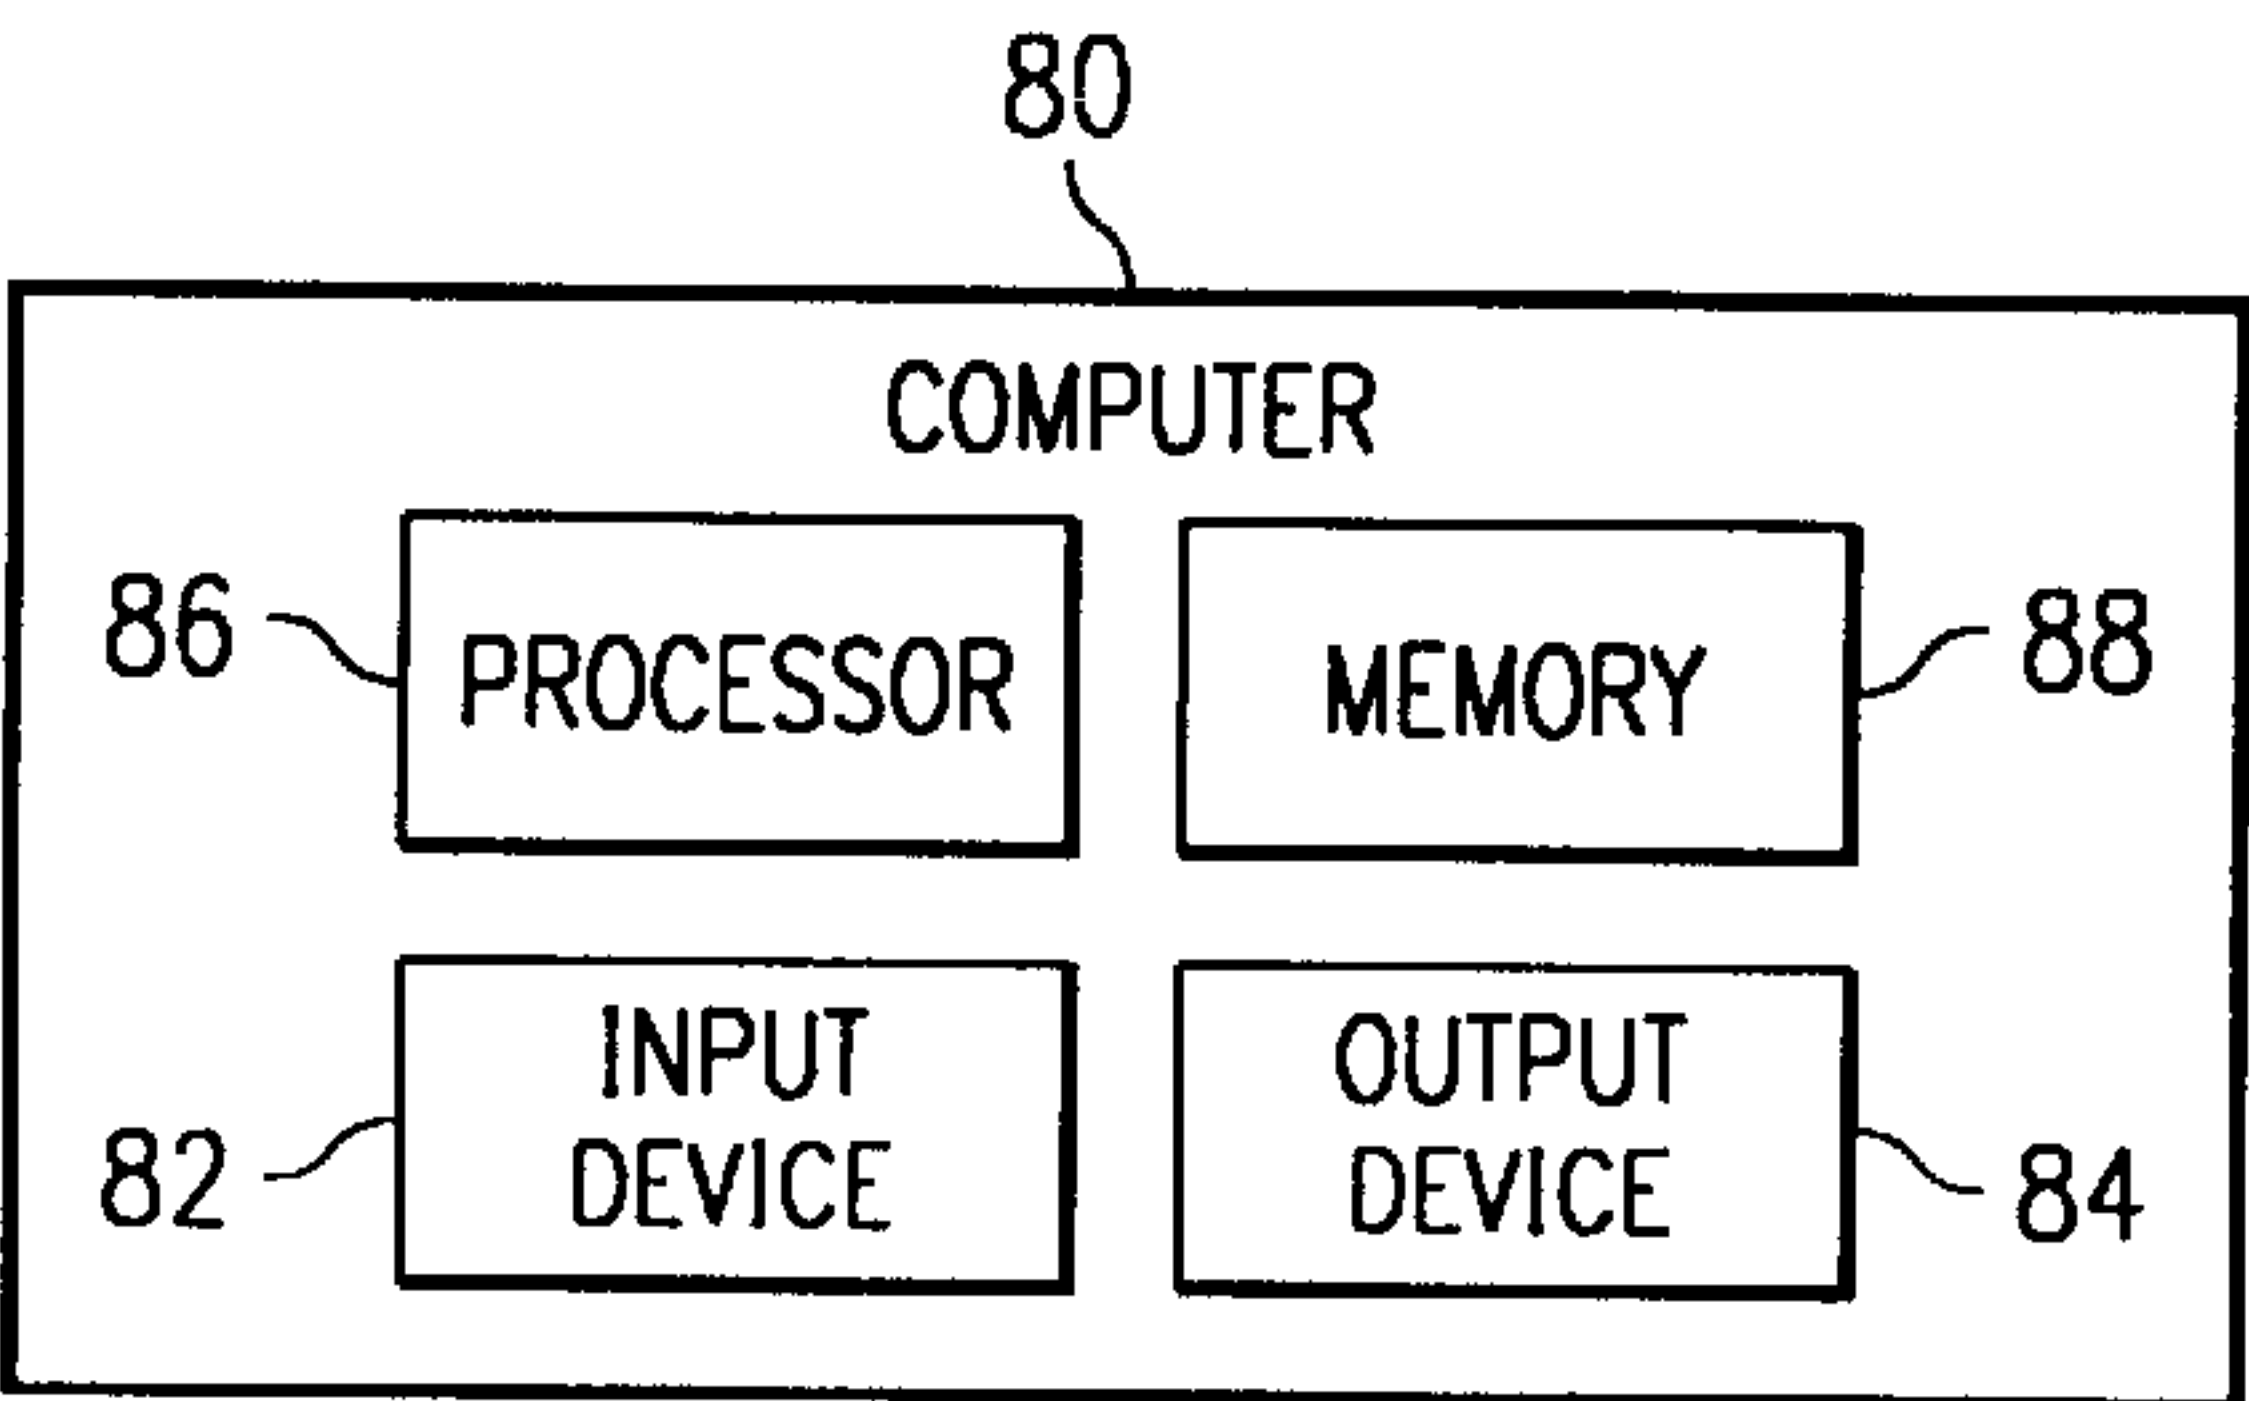 80
COMPUTER
86
PROCESSOR
MEMORY
88
INPUT
DEVICE
82
OUTPUT
DEVICE
84